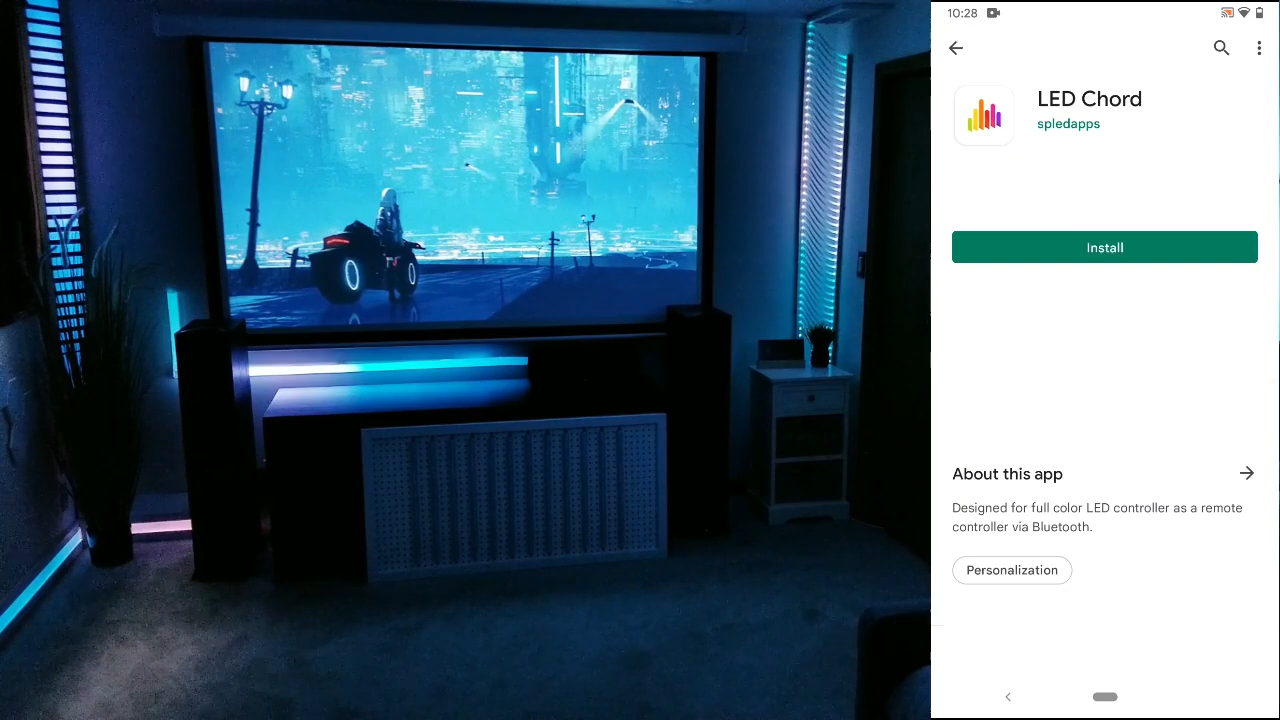 10:28
LED Chord
spledapps
Install
About this app
Designed for full color LED controller as a remote
controller via Bluetooth.
Personalization